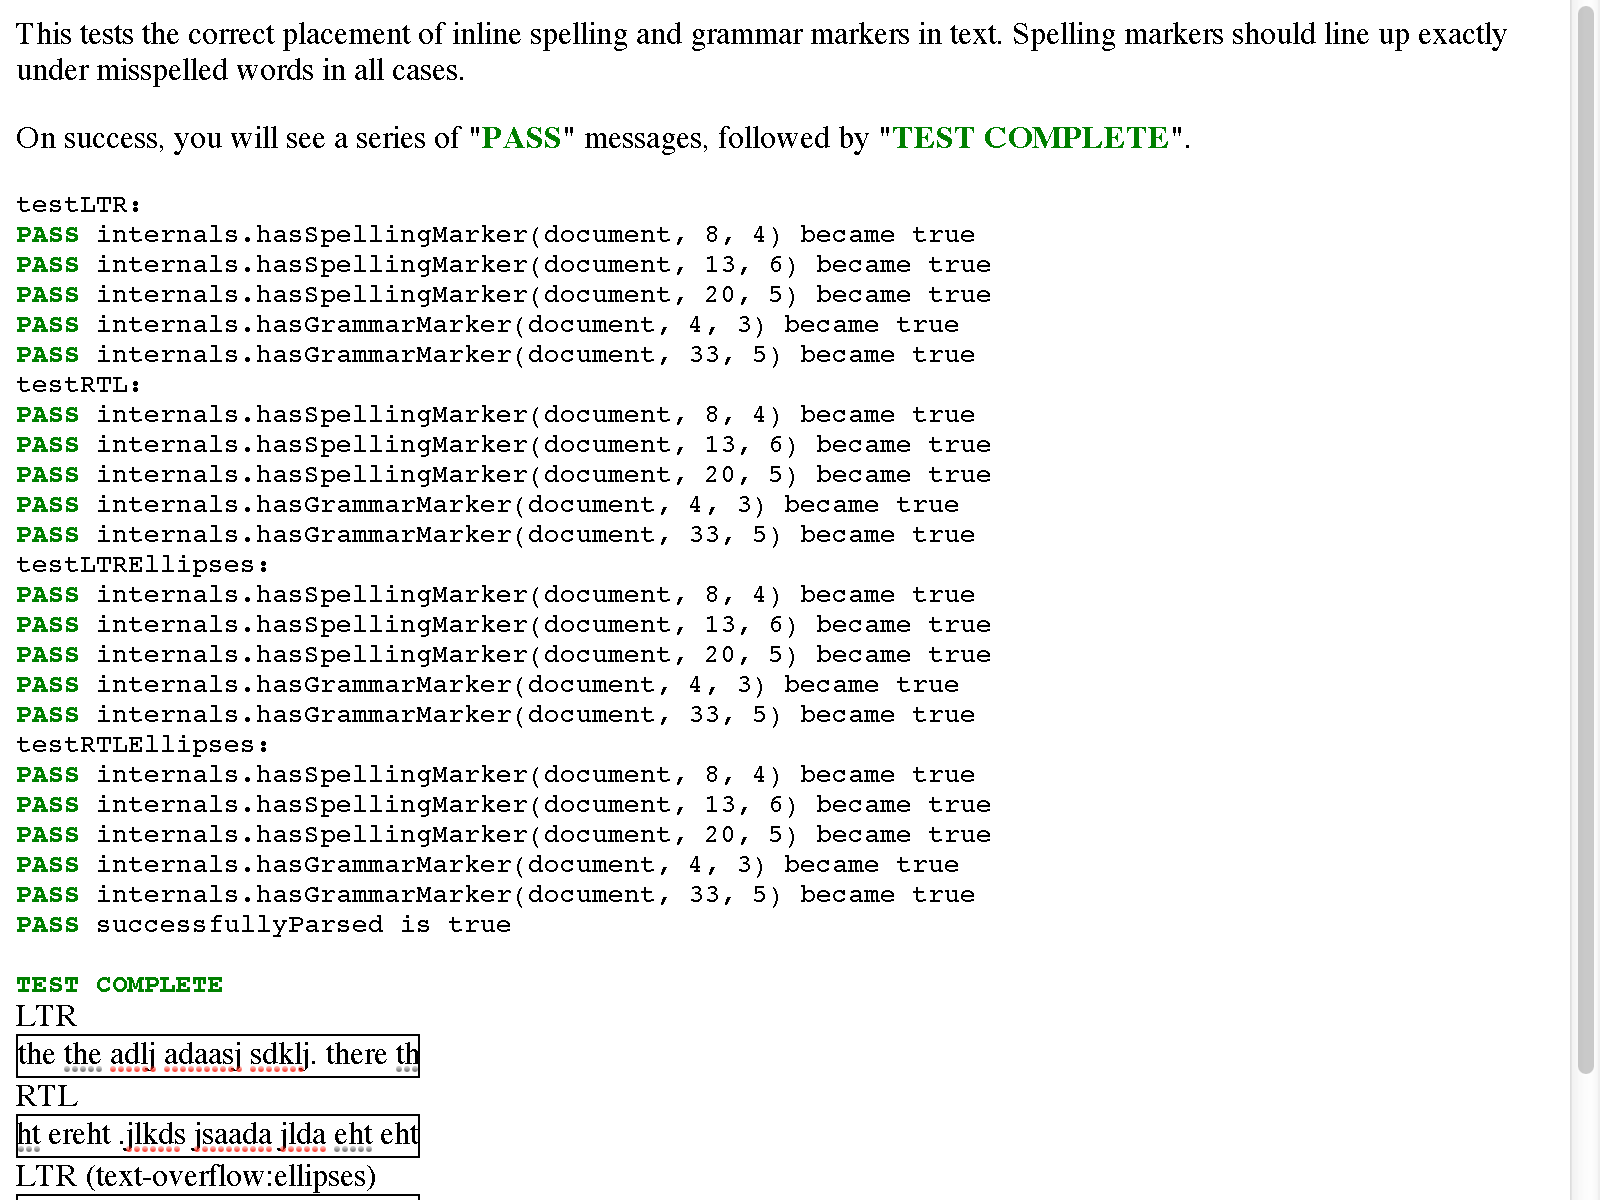 This tests the correct placement of inline spelling and grammar markers in text. Spelling markers should line up exactly
under misspelled words in all cases.
On success, you will see a series of "PASS" messages, followed by "TEST COMPLETE".
testLTR:
PASS internals.hasSpellingMarker(document, 8, 4) became true
PASS internals.hasSpellingMarker(document, 13, 6) became true
PASS internals.hasSpellingMarker(document, 20, 5) became true
PASS internals.hasGrammarMarker(document, 4, 3) became true
PASS internals.hasGrammarMarker(document, 33, 5) became true
testRTL:
PASS internals.hasSpellingMarker(document, 8, 4) became true
PASS internals.hasSpellingMarker(document, 13, 6) became true
PASS internals.hasSpellingMarker(document, 20, 5) became true
PASS internals.hasGrammarMarker(document, 4, 3) became true
PASS internals.hasGrammarMarker(document, 33, 5) became true
testLTREllipses:
PASS internals.hasSpellingMarker(document, 8, 4) became true
PASS internals.hasSpellingMarker(document, 13, 6) became true
PASS internals.hasSpellingMarker(document, 20, 5) became true
PASS internals.hasGrammarMarker(document, 4, 3) became true
PASS internals.hasGrammarMarker(document, 33, 5) became true
testRTLEllipses:
PASS internals.hasSpellingMarker(document, 8, 4) became true
PASS internals.hasSpellingMarker(document, 13, 6) became true
PASS internals.hasSpellingMarker(document, 20, 5) became true
PASS internals.hasGrammarMarker(document, 4, 3) became true
PASS internals.hasGrammarMarker(document, 33, 5) became true
PASS successfullyParsed is true
TEST COMPLETE
LTR
the the adlj adaasj sdklj. there th
RTL
ht ereht .jlkds jsaada jlda eht eht
LTR (text-overflow:ellipses)